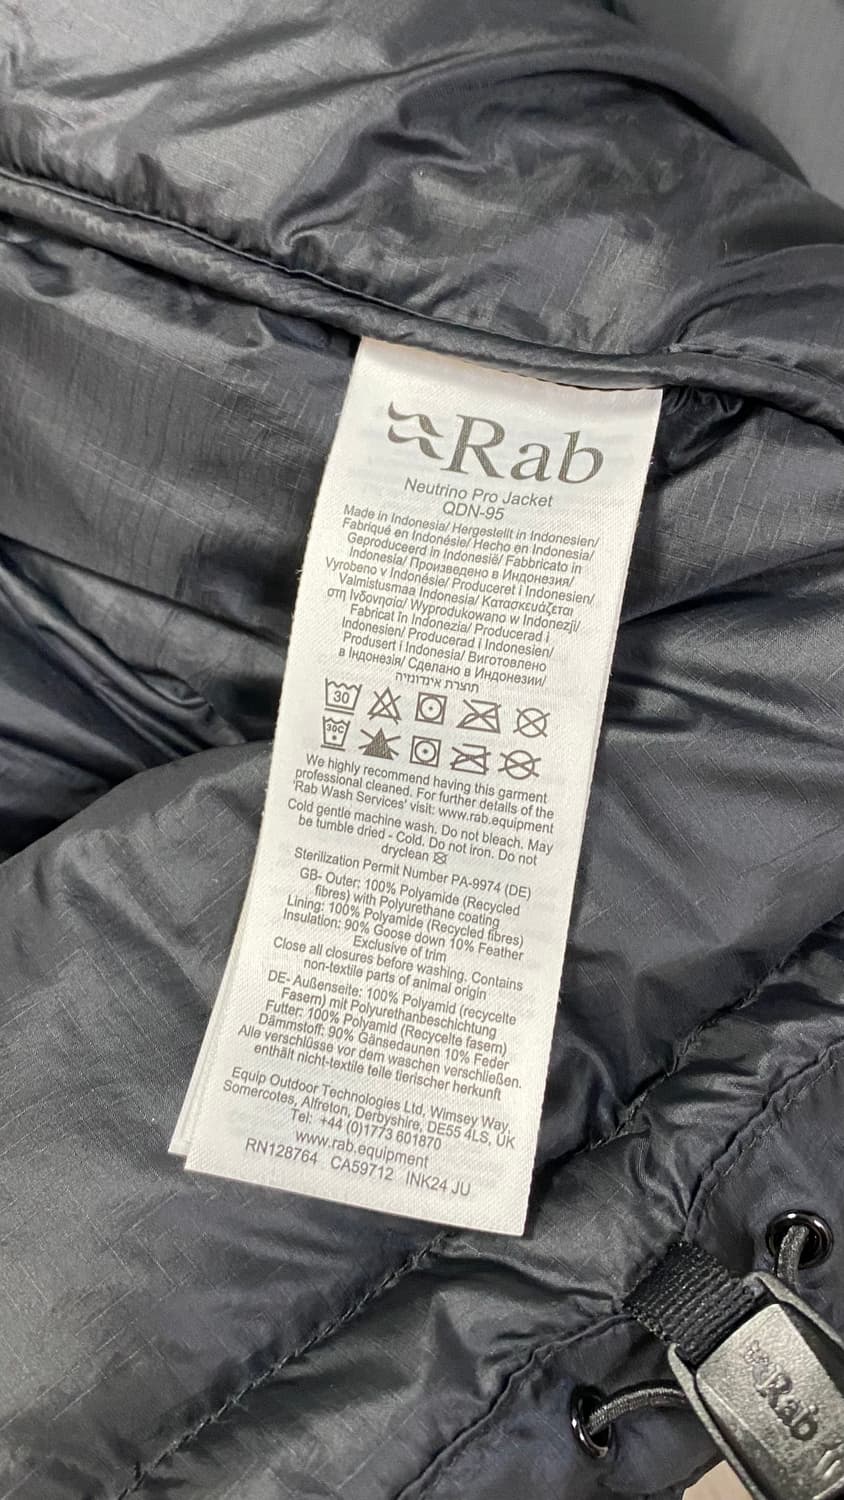 Rab
Neutrino Pro Jacket
QDN-95
Made in Indonesia/ Hergestellt in Indonesien/
Fabriqué en Indonésie/ Hecho en Indonesia/
Geproduceerd in Indonesië/ Fabbricato in
Indonesia/ Произведено в Индонезия/
Vyrobeno v Indonésie/ Produceret i Indonesien/
Valmistusmaa Indonesia/ Κατασκευάζεται
στη Ινδονησία/ Wyprodukowano w Indonezji/
Fabricat în Indonezia/ Producerad i
Indonesien/ Producerad i Indonesien/
Produsert i Indonesia/ Виготовлено
в Індонезія/ Сделано в Индонезии/
תוצרת אינדונזיה
30
30C
We highly recommend having this garment
professional cleaned. For further details of the
'Rab Wash Services' visit: www.rab.equipment
Cold gentle machine wash. Do not bleach. May
be tumble dried - Cold. Do not iron. Do not
dryclean
Sterilization Permit Number PA-9974 (DE)
GB- Outer: 100% Polyamide (Recycled
fibres) with Polyurethane coating
Lining: 100% Polyamide (Recycled fibres)
Insulation: 90% Goose down 10% Feather
Exclusive of trim
Close all closures before washing. Contains
non-textile parts of animal origin
DE- Außenseite: 100% Polyamid (recycelte
Fasern) mit Polyurethanbeschichtung
Futter: 100% Polyamid (Recycelte fasern)
Dämmstoff: 90% Gänsedaunen 10% Feder
Alle verschlüsse vor dem waschen verschließen.
enthält nicht-textile teile tierischer herkunft
Equip Outdoor Technologies Ltd, Wimsey Way,
Somercotes, Alfreton, Derbyshire, DE55 4LS, UK
Tel: +44 (0)1773 601870
www.rab.equipment
RN128764 CA59712 INK24 JU
Rab